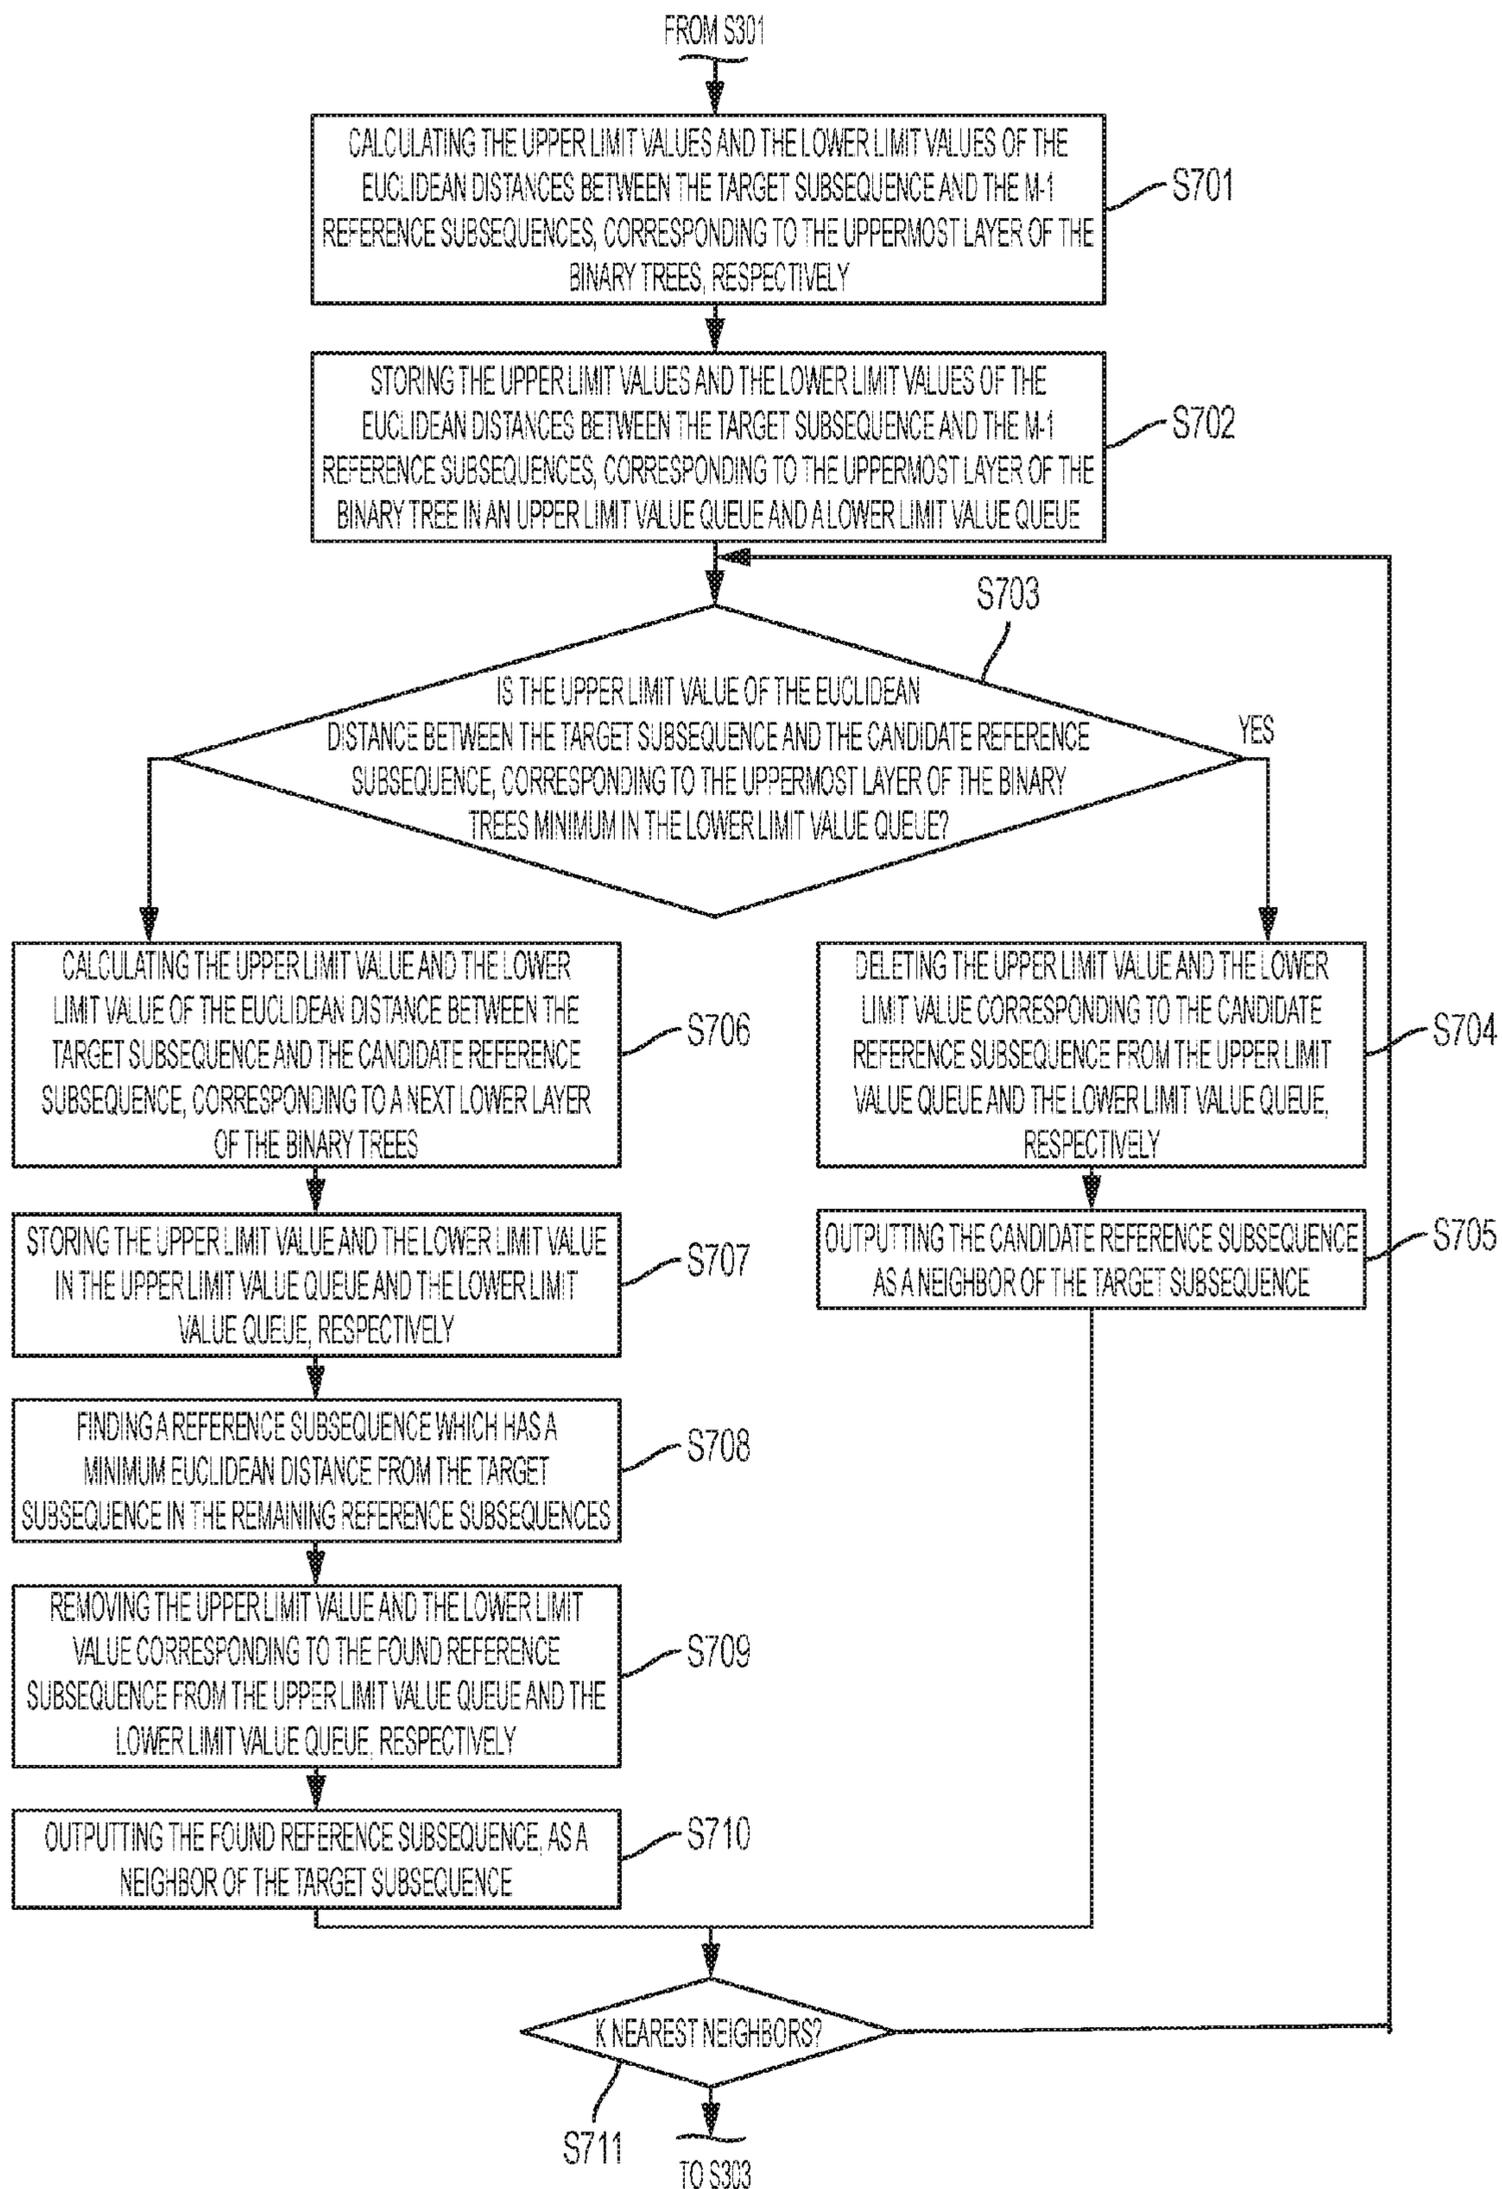 FROM S301
CALCULATING THE UPPER LIMIT VALUES AND THE LOWER LIMIT VALUES OF THE
EUCLIDEAN DISTANCES BETWEEN THE TARGET SUBSEQUENCE AND THE M-1
REFERENCE SUBSEQUENCES, CORRESPONDING TO THE UPPERMOST LAYER OF THE
BINARY TREES, RESPECTIVELY
S701
STORING THE UPPER LIMIT VALUES AND THE LOWER LIMIT VALUES OF THE
EUCLIDEAN DISTANCES BETWEEN THE TARGET SUBSEQUENCE AND THE M-1
REFERENCE SUBSEQUENCES, CORRESPONDING TO THE UPPERMOST LAYER OF THE
BINARY TREE IN AN UPPER LIMIT VALUE QUEUE AND A LOWER LIMIT VALUE QUEUE
S702
S703
IS THE UPPER LIMIT VALUE OF THE EUCLIDEAN
DISTANCE BETWEEN THE TARGET SUBSEQUENCE AND THE CANDIDATE REFERENCE
SUBSEQUENCE, CORRESPONDING TO THE UPPERMOST LAYER OF THE BINARY
TREES MINIMUM IN THE LOWER LIMIT VALUE QUEUE?
YES
CALCULATING THE UPPER LIMIT VALUE AND THE LOWER
LIMIT VALUE OF THE EUCLIDEAN DISTANCE BETWEEN THE
TARGET SUBSEQUENCE AND THE CANDIDATE REFERENCE
SUBSEQUENCE, CORRESPONDING TO A NEXT LOWER LAYER
OF THE BINARY TREES
S706
DELETING THE UPPER LIMIT VALUE AND THE LOWER
LIMIT VALUE CORRESPONDING TO THE CANDIDATE
REFERENCE SUBSEQUENCE FROM THE UPPER LIMIT
VALUE QUEUE AND THE LOWER LIMIT VALUE QUEUE,
RESPECTIVELY
S704
STORING THE UPPER LIMIT VALUE AND THE LOWER LIMIT VALUE
IN THE UPPER LIMIT VALUE QUEUE AND THE LOWER LIMIT
VALUE QUEUE, RESPECTIVELY
S707
OUTPUTTING THE CANDIDATE REFERENCE SUBSEQUENCE
AS A NEIGHBOR OF THE TARGET SUBSEQUENCE
S705
FINDING A REFERENCE SUBSEQUENCE WHICH HAS A
MINIMUM EUCLIDEAN DISTANCE FROM THE TARGET
SUBSEQUENCE IN THE REMAINING REFERENCE SUBSEQUENCES
S708
REMOVING THE UPPER LIMIT VALUE AND THE LOWER LIMIT
VALUE CORRESPONDING TO THE FOUND REFERENCE
SUBSEQUENCE FROM THE UPPER LIMIT VALUE QUEUE AND THE
LOWER LIMIT VALUE QUEUE, RESPECTIVELY
S709
OUTPUTTING THE FOUND REFERENCE SUBSEQUENCE, AS A
NEIGHBOR OF THE TARGET SUBSEQUENCE
S710
K NEAREST NEIGHBORS?
S711
TO S303